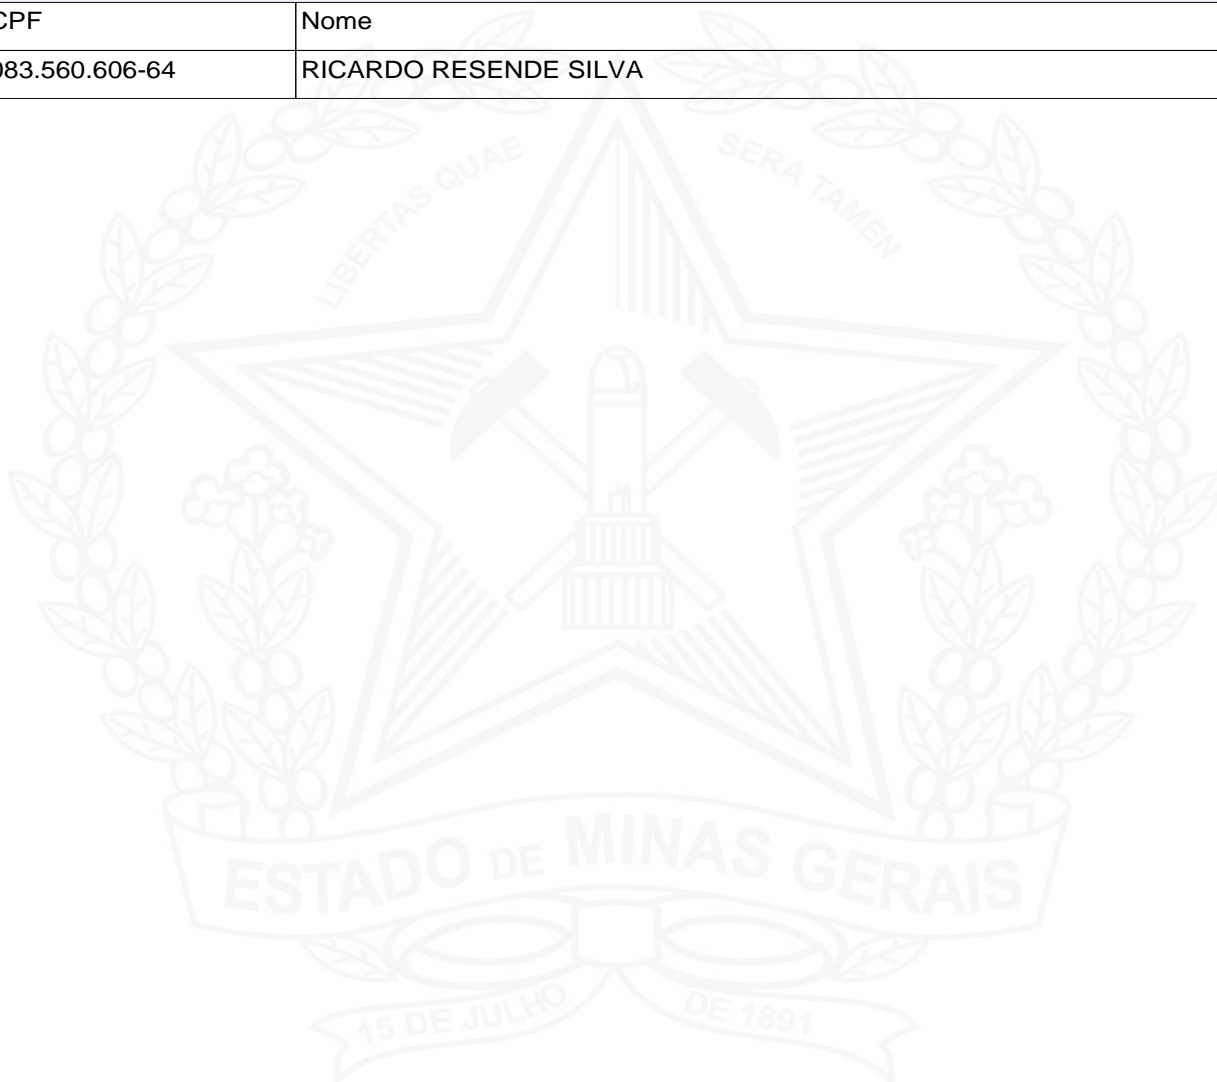 CPF Nome
083.560.606-64 RICARDO RESENDE SILVA
LIBERTAS QUAE SERA TAMEN
ESTADO DE MINAS GERAIS
15 DE JULHO DE 1891